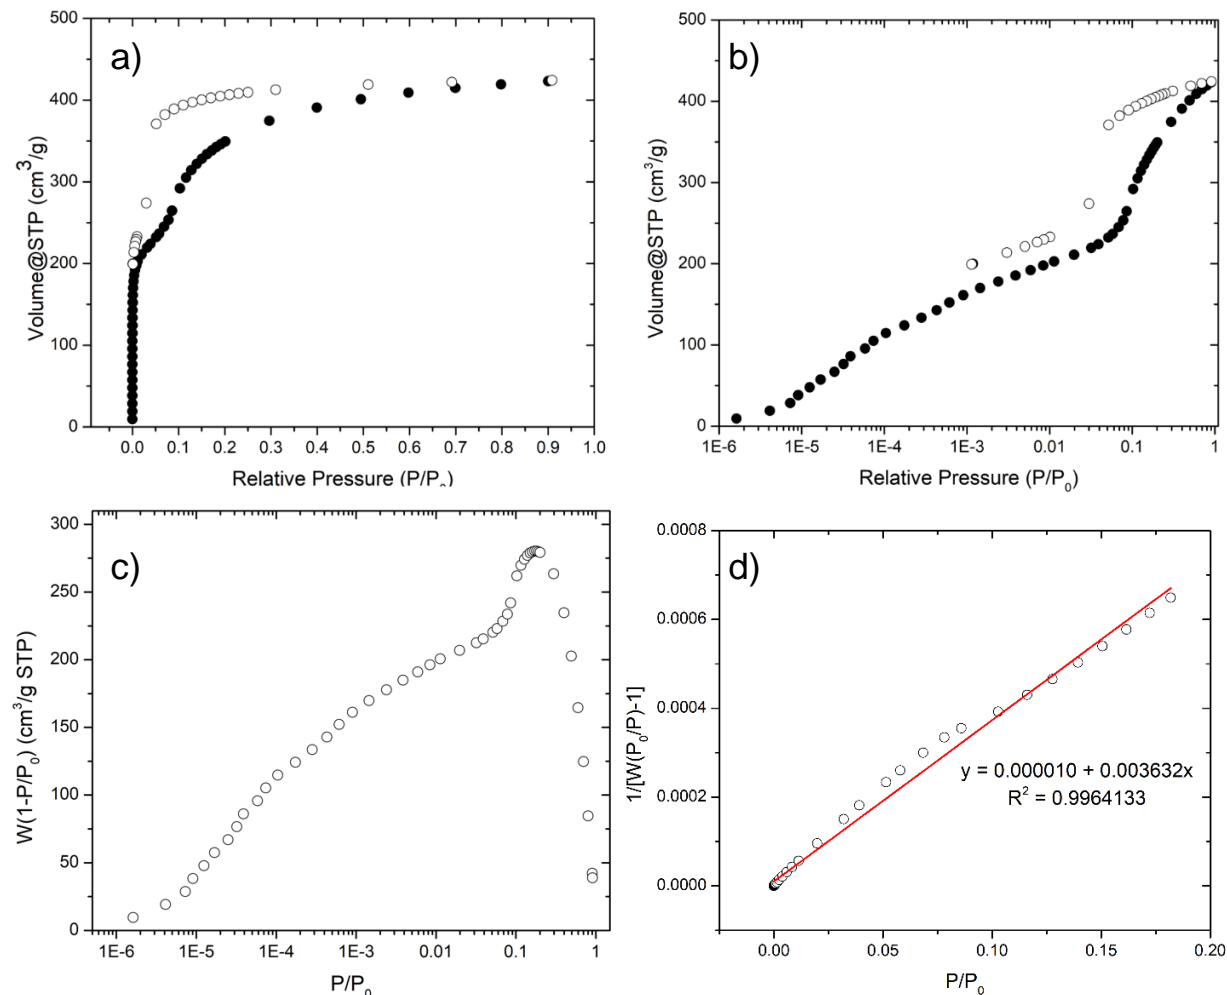 a)
500
400
300
200
100
0
Volume@STP (cm³/g)
0.0 0.1 0.2 0.3 0.4 0.5 0.6 0.7 0.8 0.9 1.0
Relative Pressure (P/P₀)
b)
500
400
300
200
100
0
Volume@STP (cm³/g)
1E-6 1E-5 1E-4 1E-3 0.01 0.1 1
Relative Pressure (P/P₀)
c)
300
250
200
150
100
50
0
W(1-P/P₀) (cm³/g STP)
1E-6 1E-5 1E-4 1E-3 0.01 0.1 1
P/P₀
d)
0.0008
0.0006
0.0004
0.0002
0.0000
1/[W(P₀/P)-1]
y = 0.000010 + 0.003632x
R² = 0.9964133
0.00 0.05 0.10 0.15 0.20
P/P₀